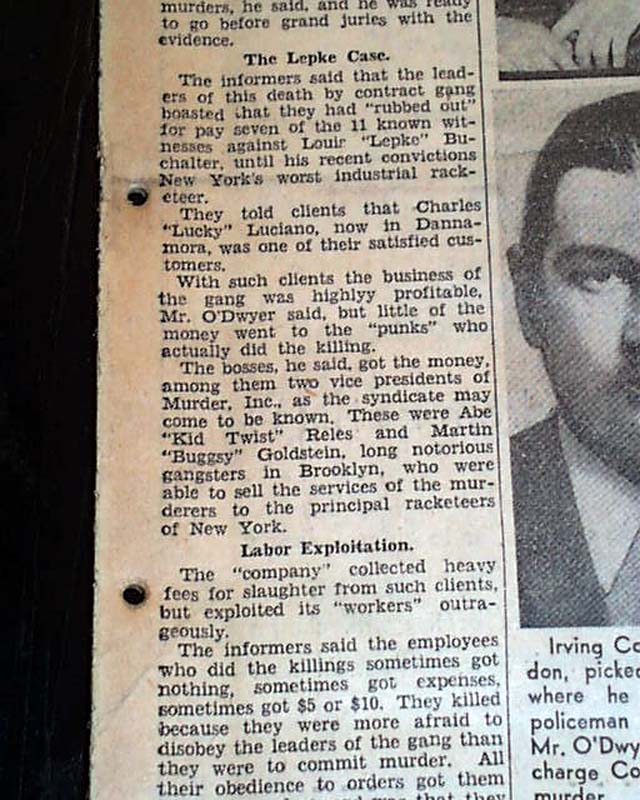 murders, he said, and he was ready
to go before grand juries with the
evidence.
The Lepke Case.
The informers said that the lead-
ers of this death by contract gang
boasted that they had "rubbed out"
for pay seven of the 11 known wit-
nesses against Louis "Lepke" Bu-
chalter, until his recent convictions
New York's worst industrial rack-
eteer.
They told clients that Charles
"Lucky" Luciano, now in Danna-
mora, was one of their satisfied cus-
tomers.
With such clients the business of
the gang was highlyy profitable,
Mr. O'Dwyer said, but little of the
money went to the "punks" who
actually did the killing.
The bosses, he said, got the money,
among them two vice presidents of
Murder, Inc., as the syndicate may
come to be known. These were Abe
"Kid Twist" Reles and Martin
"Buggsy" Goldstein, long notorious
gangsters in Brooklyn, who were
able to sell the services of the mur-
derers to the principal racketeers
of New York.
Labor Exploitation.
The "company" collected heavy
fees for slaughter from such clients,
but exploited its "workers" outra-
geously.
The informers said the employees
who did the killings sometimes got
nothing, sometimes got expenses,
sometimes got $5 or $10. They killed
because they were more afraid to
disobey the leaders of the gang than
they were to commit murder. All
their obedience to orders got them
was that they
Irving Co
don, picked
where he
policeman
Mr. O'Dwy
charge Co
murder.